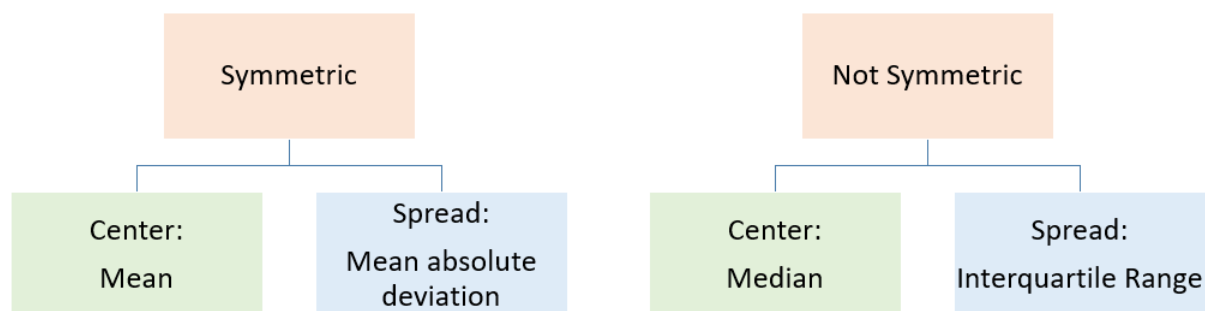 Symmetric
Not Symmetric
Center:
Mean
Spread:
Mean absolute
deviation
Center:
Median
Spread:
Interquartile Range